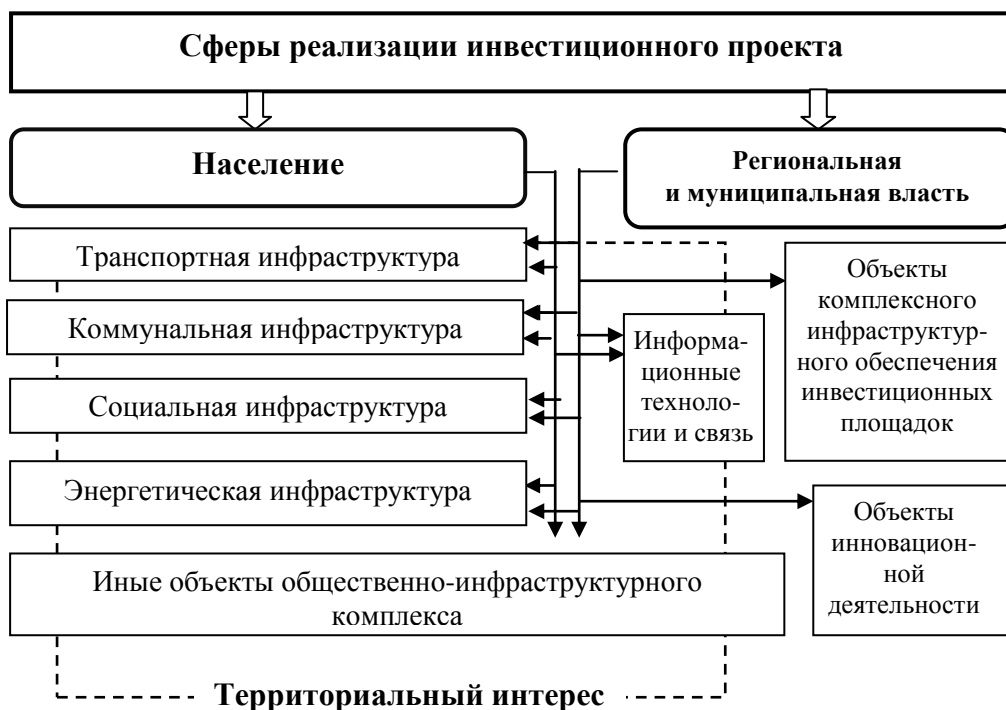 Сферы реализации инвестиционного проекта
Население
Региональная
и муниципальная власть
Транспортная инфраструктура
Коммунальная инфраструктура
Социальная инфраструктура
Энергетическая инфраструктура
Информа-
ционные
техноло-
гии и связь
Объекты
комплексного
инфраструктур-
ного обеспечения
инвестиционных
площадок
Объекты
инновацион-
ной
деятельности
Иные объекты общественно-инфраструктурного
комплекса
Территориальный интерес